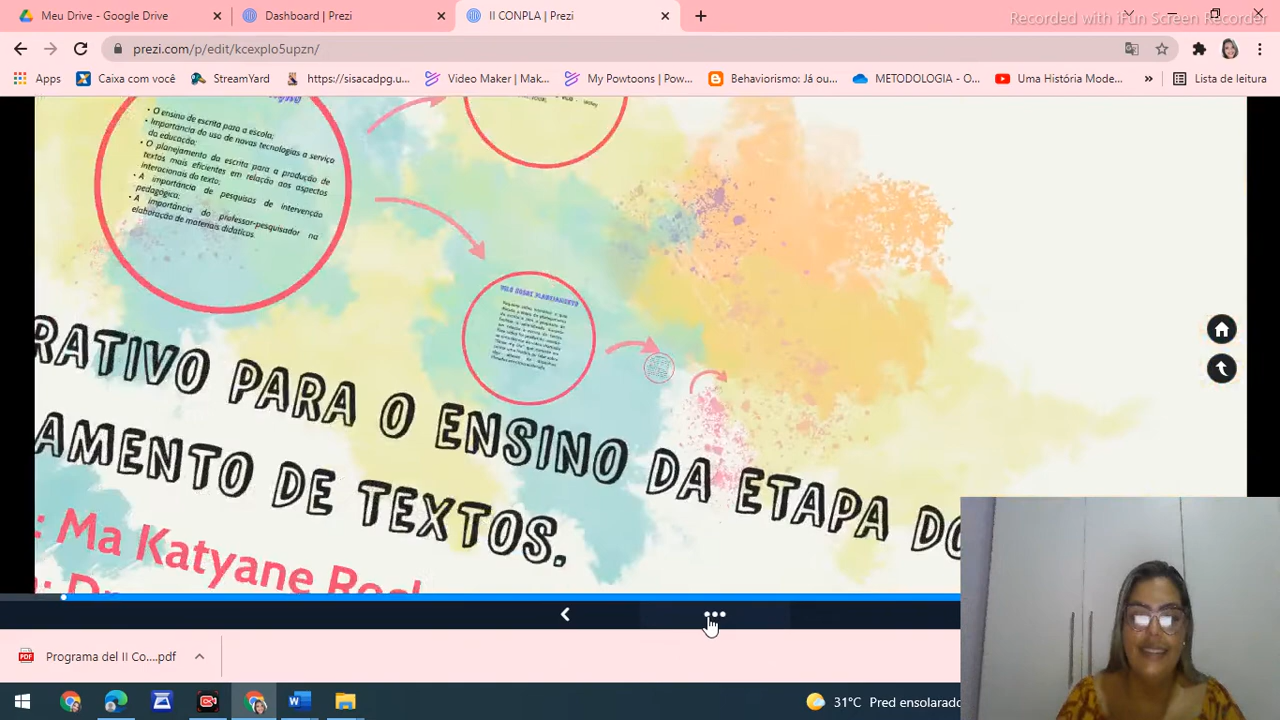 Meu Drive - Google Drive
Dashboard | Prezi
II CONPLA | Prezi
Recorded with iFun Screen Recorder
prezi.com/p/edit/kcexplo5upzn/
Apps
Caixa com você
StreamYard
https://sisacadpg.u...
Video Maker | Mak...
My Powtoons | Pow...
Behaviorismo: Já ou...
METODOLOGIA - O...
Uma História Mode...
»
Lista de leitura
• O ensino de escrita para a escola;
• Importância do uso de novas tecnologias a serviço
da educação;
• O planejamento da escrita para a produção de
textos mais eficientes em relação aos aspectos
interacionais do texto;
• A importância de pesquisas de intervenção
pedagógica;
• A importância do professor-pesquisador na
elaboração de materiais didáticos.
RATIVO PARA O ENSINO DA ETAPA DO
AMENTO DE TEXTOS.
: Ma Katyane
Programa del II Co....pdf
31°C Pred ensolarado